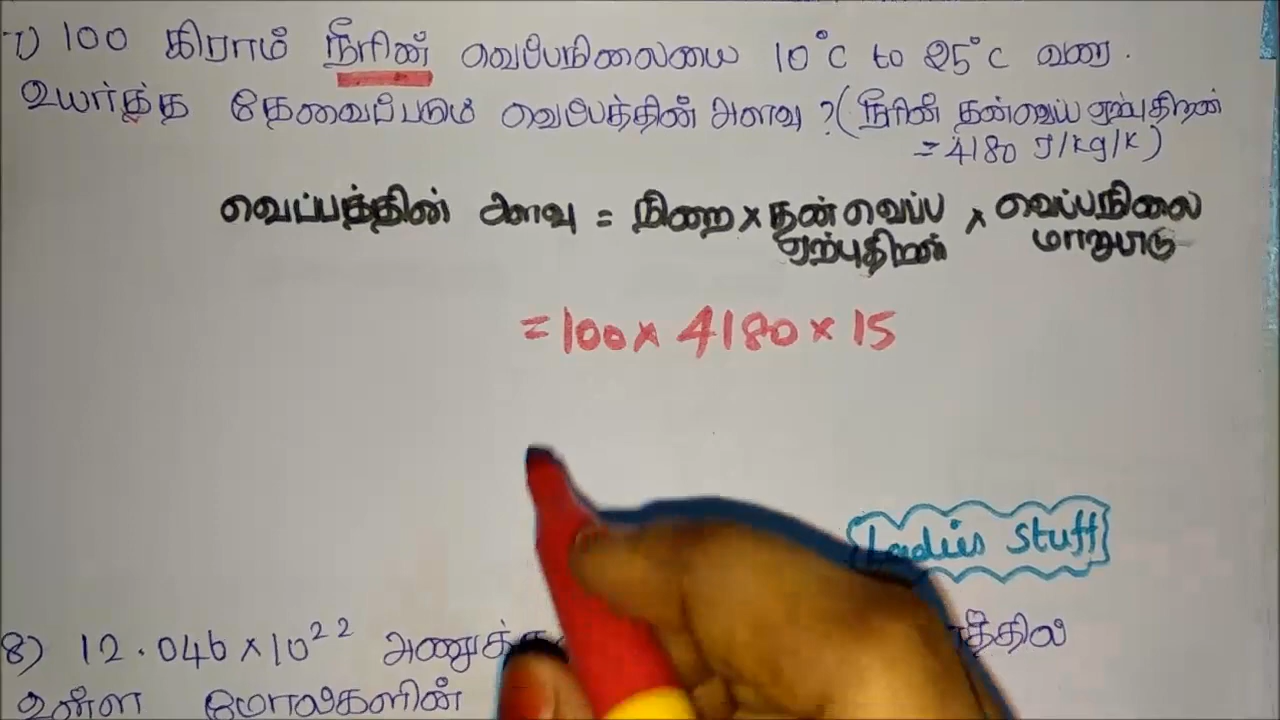 7) 100 கிராம் நீரின் வெப்பநிலையை 10°C to 25°C வரை.
உயர்த்த தேவைப்படும் வெப்பத்தின் அளவு ? ( நீரின் தன்வெப்ப ஏற்புதிறன்
= 4180 J/kg/K )
வெப்பத்தின் அளவு = நிறை × தன் வெப்ப × வெப்பநிலை
ஏற்புதிறன் மாறுபாடு
= 100 × 4180 × 15
Ladies Stuff
8) 12.046 × 10²²
உள்ள மோல்களின்